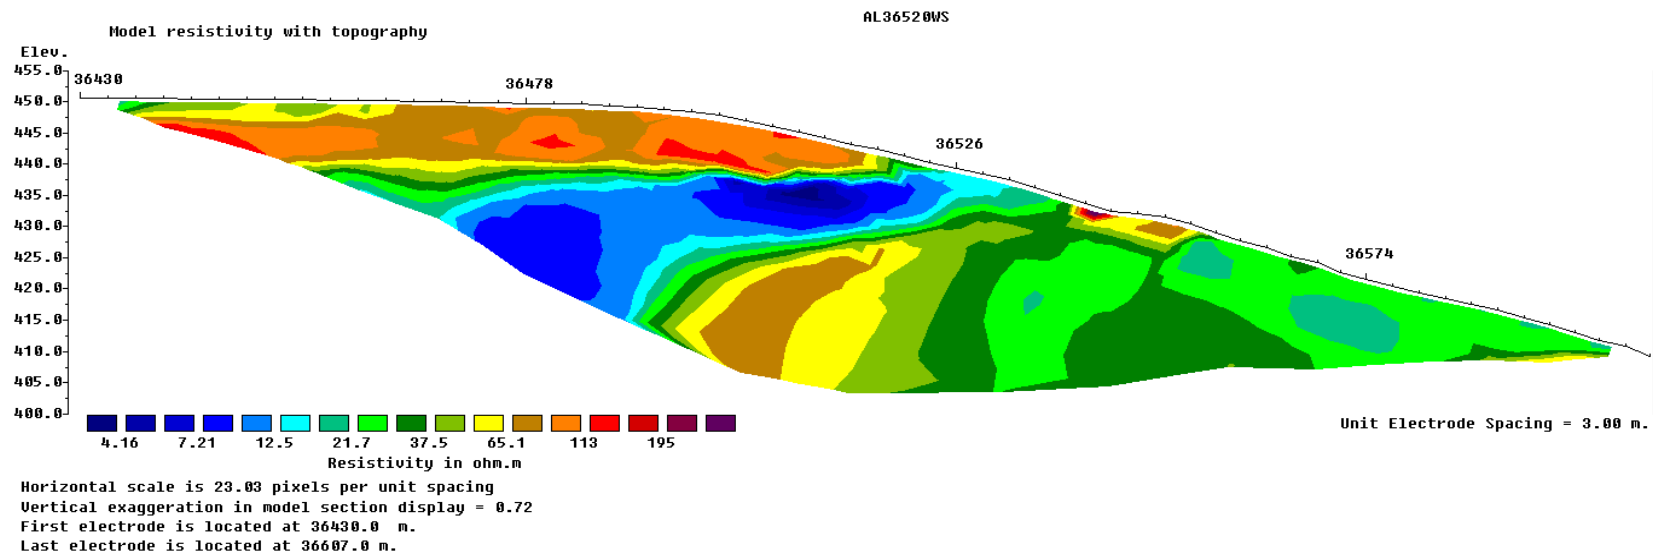 AL36520WS
Model resistivity with topography
Elev.
455.0
36430
36478
450.0
445.0
36526
440.0
435.0
430.0
425.0
36574
420.0
415.0
410.0
405.0
400.0
Unit Electrode Spacing = 3.00 m.
4.16 7.21 12.5 21.7 37.5 65.1 113 195
Resistivity in ohm.m
Horizontal scale is 23.03 pixels per unit spacing
Vertical exaggeration in model section display = 0.72
First electrode is located at 36430.0 m.
Last electrode is located at 36607.0 m.